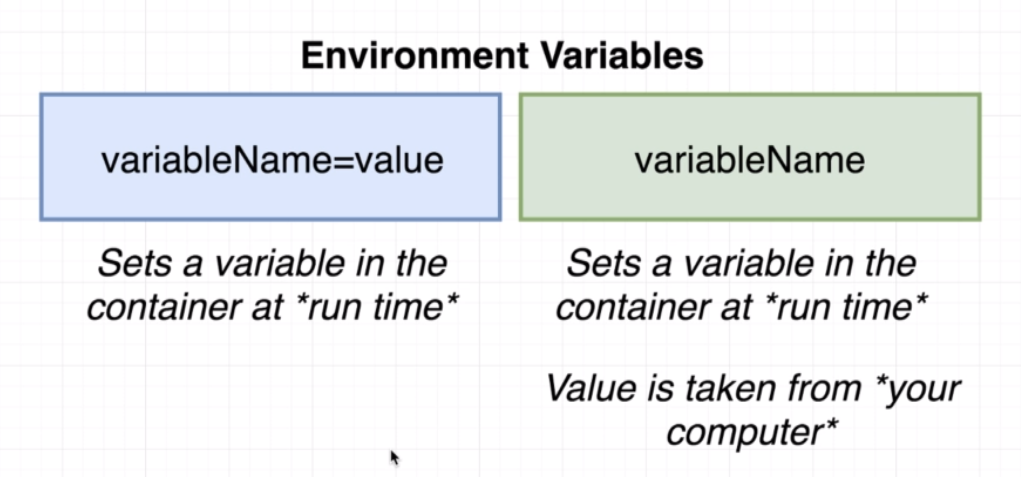 Environment Variables
variableName=value
variableName
Sets a variable in the
container at *run time*
Sets a variable in the
container at *run time*
Value is taken from *your
computer*